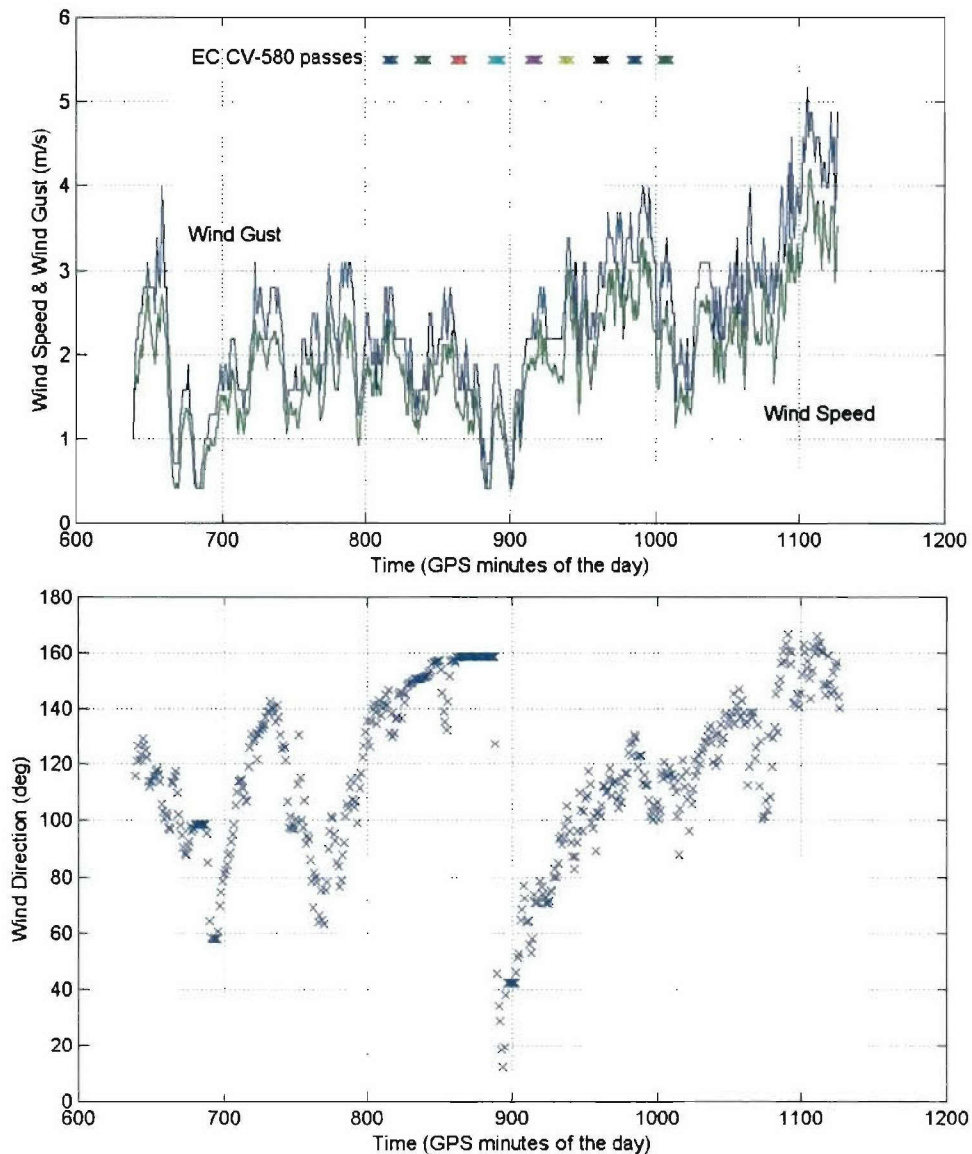 6
EC CV-580 passes
5
4
Wind Gust
3
2
Wind Speed
1
0
Wind Speed & Wind Gust (m/s)
600 700 800 900 1000 1100 1200
Time (GPS minutes of the day)
180
160
140
120
100
80
60
40
20
0
Wind Direction (deg)
600 700 800 900 1000 1100 1200
Time (GPS minutes of the day)